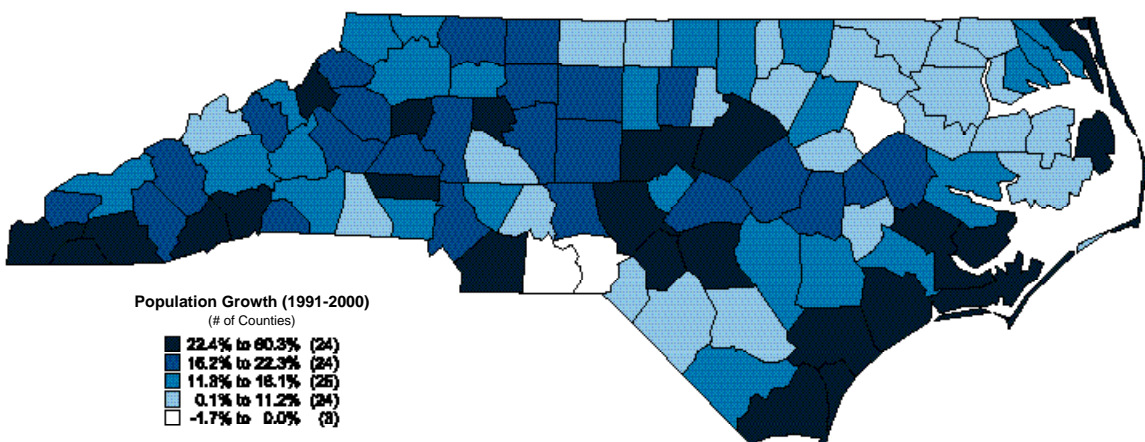 Population Growth (1991-2000)
(# of Counties)
22.4% to 60.3% (24)
16.2% to 22.3% (24)
11.3% to 16.1% (25)
0.1% to 11.2% (24)
-1.7% to 0.0% (3)